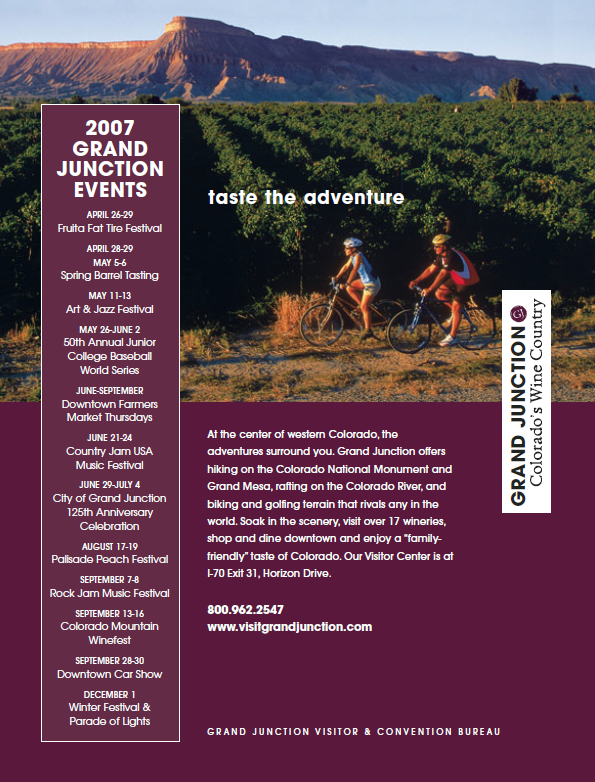 2007
GRAND
JUNCTION
EVENTS
APRIL 26-29
Fruita Fat Tire Festival
APRIL 28-29
MAY 5-6
Spring Barrel Tasting
MAY 11-13
Art & Jazz Festival
MAY 26-JUNE 2
50th Annual Junior
College Baseball
World Series
JUNE-SEPTEMBER
Downtown Farmers
Market Thursdays
JUNE 21-24
Country Jam USA
Music Festival
JUNE 29-JULY 4
City of Grand Junction
125th Anniversary
Celebration
AUGUST 17-19
Palisade Peach Festival
SEPTEMBER 7-8
Rock Jam Music Festival
SEPTEMBER 13-16
Colorado Mountain
Winefest
SEPTEMBER 28-30
Downtown Car Show
DECEMBER 1
Winter Festival &
Parade of Lights
taste the adventure
GRAND JUNCTION
Colorado's Wine Country
At the center of western Colorado, the
adventures surround you. Grand Junction offers
hiking on the Colorado National Monument and
Grand Mesa, rafting on the Colorado River, and
biking and golfing terrain that rivals any in the
world. Soak in the scenery, visit over 17 wineries,
shop and dine downtown and enjoy a "family-
friendly" taste of Colorado. Our Visitor Center is at
I-70 Exit 31, Horizon Drive.
800.962.2547
www.visitgrandjunction.com
GRAND JUNCTION VISITOR & CONVENTION BUREAU